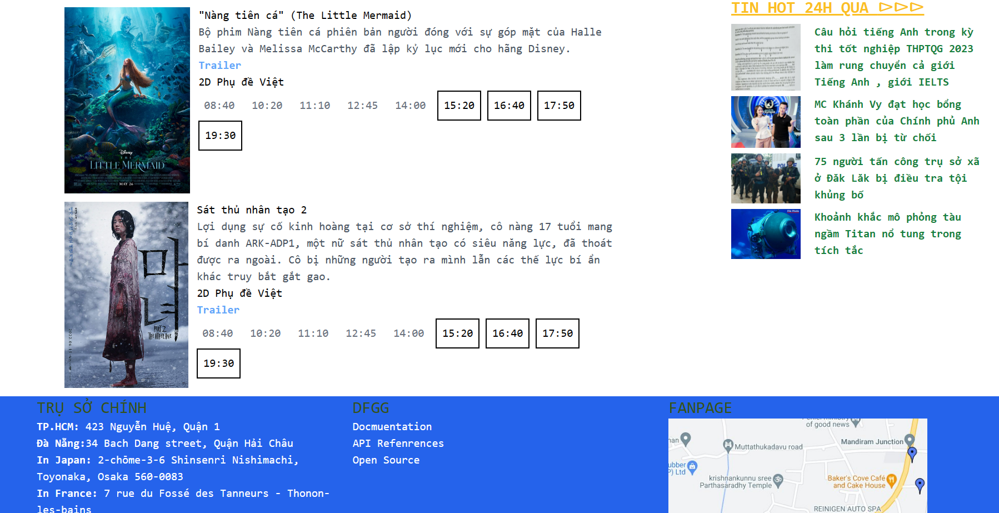 "Nàng tiên cá" (The Little Mermaid)
Bộ phim Nàng tiên cá phiên bản người đóng với sự góp mặt của Halle
Bailey và Melissa McCarthy đã lập kỷ lục mới cho hãng Disney.
Trailer
2D Phụ đề Việt
08:40 10:20 11:10 12:45 14:00 15:20 16:40 17:50
19:30
Disney
THE
LITTLE MERMAID
MAY 26
Sát thủ nhân tạo 2
Lợi dụng sự cố kinh hoàng tại cơ sở thí nghiệm, cô nàng 17 tuổi mang
bí danh ARK-ADP1, một nữ sát thủ nhân tạo có siêu năng lực, đã thoát
được ra ngoài. Cô bị những người tạo ra mình lẫn các thế lực bí ẩn
khác truy bắt gắt gao.
2D Phụ đề Việt
Trailer
08:40 10:20 11:10 12:45 14:00 15:20 16:40 17:50
19:30
마녀
PART 2
The Other One
2022.06.15
TIN HOT 24H QUA ⊳⊳⊳
Câu hỏi tiếng Anh trong kỳ
thi tốt nghiệp THPTQG 2023
làm rung chuyển cả giới
Tiếng Anh , giới IELTS
MC Khánh Vy đạt học bổng
toàn phần của Chính phủ Anh
sau 3 lần bị từ chối
75 người tấn công trụ sở xã
ở Đăk Lăk bị điều tra tội
khủng bố
Khoảnh khắc mô phỏng tàu
ngầm Titan nổ tung trong
tích tắc
TRỤ SỞ CHÍNH
TP.HCM: 423 Nguyễn Huệ, Quận 1
Đà Nẵng:34 Bach Dang street, Quận Hải Châu
In Japan: 2-chōme-3-6 Shinsenri Nishimachi,
Toyonaka, Osaka 560-0083
In France: 7 rue du Fossé des Tanneurs - Thonon-
les-bains
DFGG
Docmuentation
API Refenrences
Open Source
FANPAGE
of good news
Mandiram Junction
Muttathukadavu road
krishnankunnu sree
Parthasaradhy Temple
Baker's Cove Café
and Cake House
REINIGEN AUTO SPA